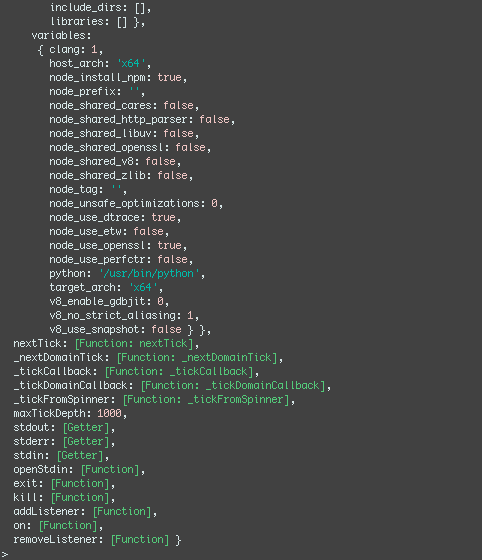 include_dirs: [],
libraries: [] },
variables:
{ clang: 1,
host_arch: 'x64',
node_install_npm: true,
node_prefix: '',
node_shared_cares: false,
node_shared_http_parser: false,
node_shared_libuv: false,
node_shared_openssl: false,
node_shared_v8: false,
node_shared_zlib: false,
node_tag: '',
node_unsafe_optimizations: 0,
node_use_dtrace: true,
node_use_etw: false,
node_use_openssl: true,
node_use_perfctr: false,
python: '/usr/bin/python',
target_arch: 'x64',
v8_enable_gdbjit: 0,
v8_no_strict_aliasing: 1,
v8_use_snapshot: false } },
nextTick: [Function: nextTick],
_nextDomainTick: [Function: _nextDomainTick],
_tickCallback: [Function: _tickCallback],
_tickDomainCallback: [Function: _tickDomainCallback],
_tickFromSpinner: [Function: _tickFromSpinner],
maxTickDepth: 1000,
stdout: [Getter],
stderr: [Getter],
stdin: [Getter],
openStdin: [Function],
exit: [Function],
kill: [Function],
addListener: [Function],
on: [Function],
removeListener: [Function] }
>